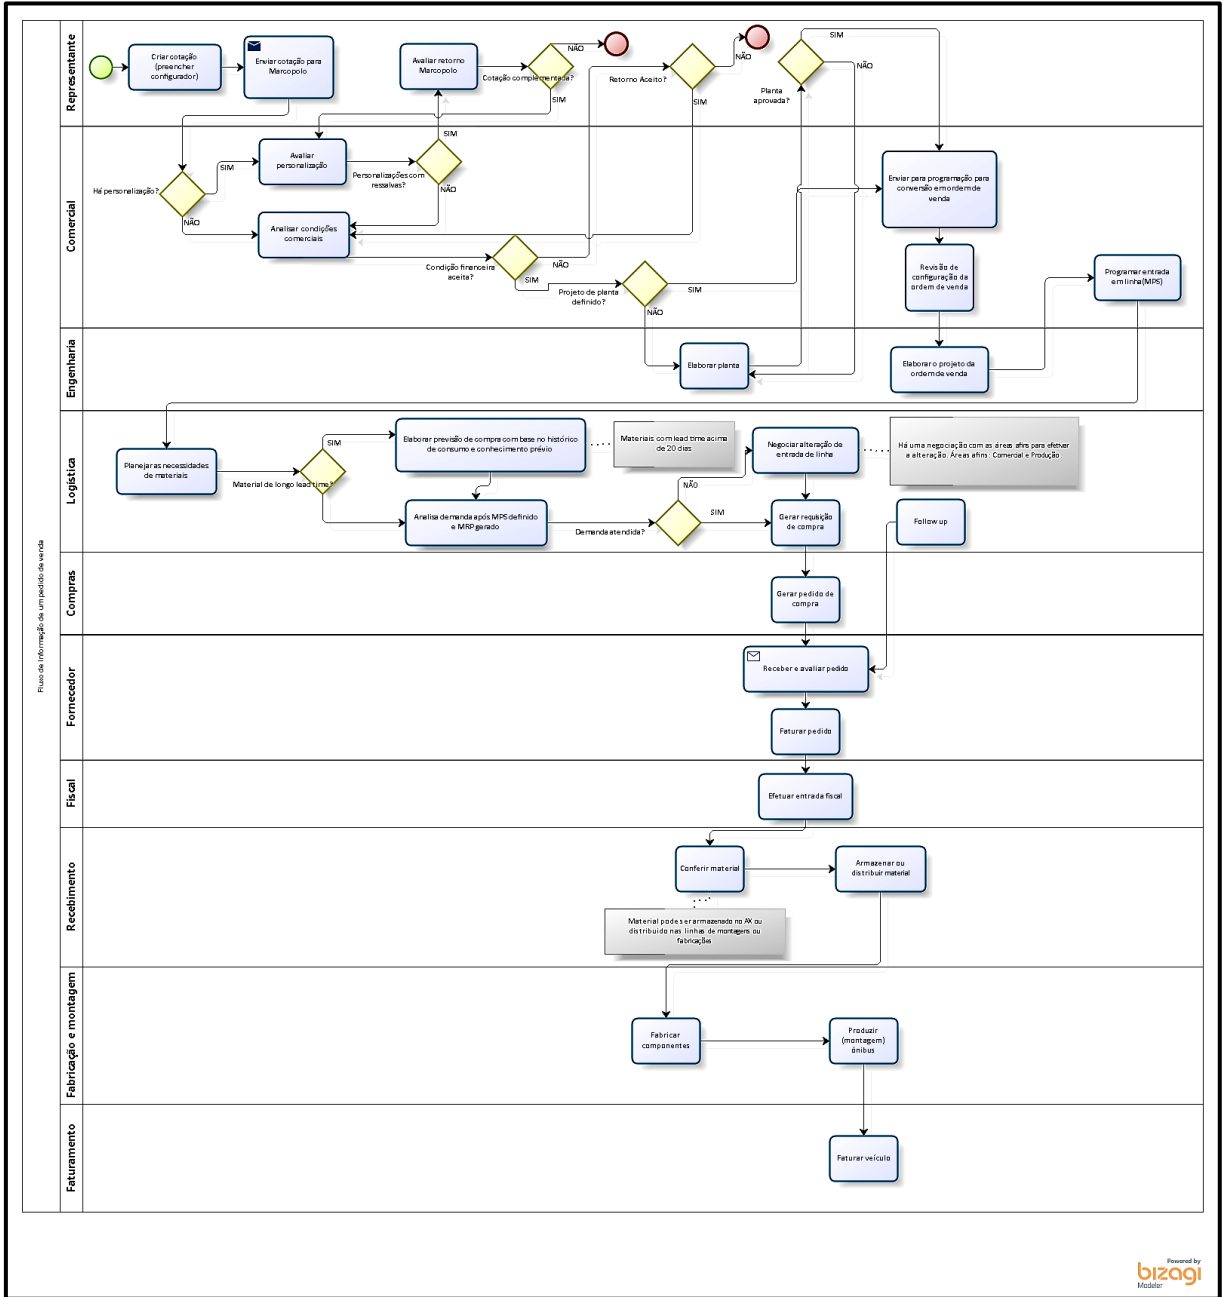 Fluxo de Informação de um pedido de venda
Representante
Criar cotação
(preencher
configurador)
Enviar cotação para
Marcopolo
Avaliar retorno
Marcopolo
Cotação complementada?
NÃO
SIM
Retorno Aceito?
NÃO
SIM
Planta
aprovada?
SIM
NÃO
Comercial
Há personalização?
SIM
NÃO
Avaliar
personalização
Personalizações com
ressalvas?
SIM
NÃO
Analisar condições
comerciais
Condição financeira
aceita?
NÃO
SIM
Projeto de planta
definido?
SIM
NÃO
Enviar para programação para
conversão em ordem de
venda
Revisão de
configuração da
ordem de venda
Programar entrada
em linha(MPS)
Engenharia
Elaborar planta
Elaborar o projeto da
ordem de venda
Logística
Planejar as necessidades
de materiais
Material de longo lead time?
SIM
Elaborar previsão de compra com base no histórico
de consumo e conhecimento prévio
Materiais com lead time acima
de 20 dias
Analisa demanda após MPS definido
e MRP gerado
Demanda atendida?
NÃO
SIM
Negociar alteração de
entrada de linha
Há uma negociação com as áreas afins para efetivar
a alteração. Áreas afins: Comercial e Produção
Gerar requisição
de compra
Follow up
Compras
Gerar pedido de
compra
Fornecedor
Receber e avaliar pedido
Faturar pedido
Fiscal
Efetuar entrada fiscal
Recebimento
Conferir material
Armazenar ou
distribuir material
Material pode ser armazenado no AX ou
distribuido nas linhas de montagens ou
fabricações
Fabricação e montagem
Fabricar
componentes
Produzir
(montagem)
ônibus
Faturamento
Faturar veículo
Powered by
bizagi
Modeler